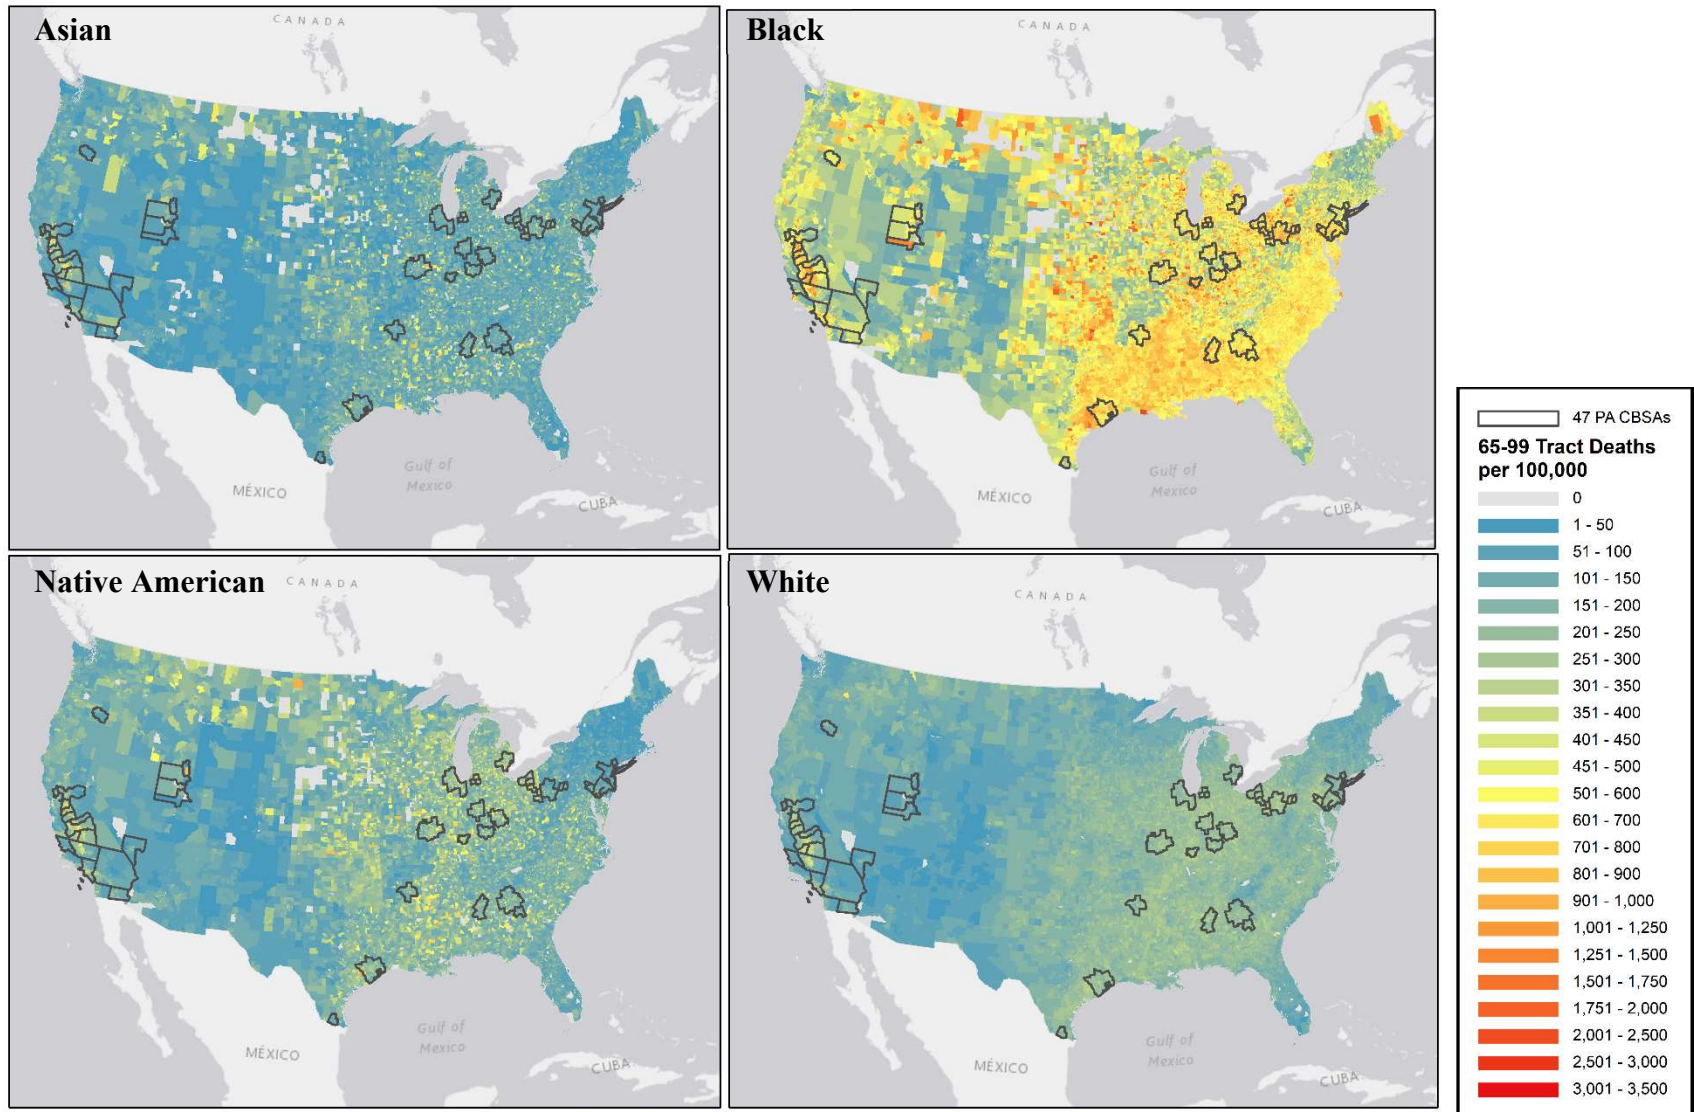 Asian
CANADA
MÉXICO
Gulf of
Mexico
CUBA
Black
CANADA
MÉXICO
Gulf of
Mexico
CUBA
Native American
CANADA
MÉXICO
Gulf of
Mexico
CUBA
White
CANADA
MÉXICO
Gulf of
Mexico
CUBA
47 PA CBSAs
65-99 Tract Deaths
per 100,000
0
1 - 50
51 - 100
101 - 150
151 - 200
201 - 250
251 - 300
301 - 350
351 - 400
401 - 450
451 - 500
501 - 600
601 - 700
701 - 800
801 - 900
901 - 1,000
1,001 - 1,250
1,251 - 1,500
1,501 - 1,750
1,751 - 2,000
2,001 - 2,500
2,501 - 3,000
3,001 - 3,500